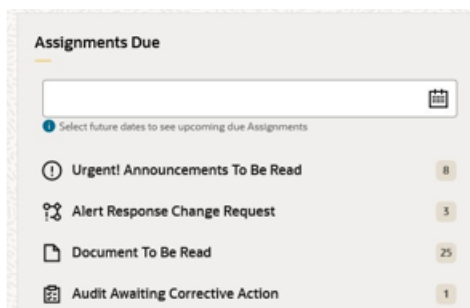 Assignments Due
Select future dates to see upcoming due Assignments
Urgent! Announcements To Be Read 8
Alert Response Change Request 3
Document To Be Read 25
Audit Awaiting Corrective Action 1